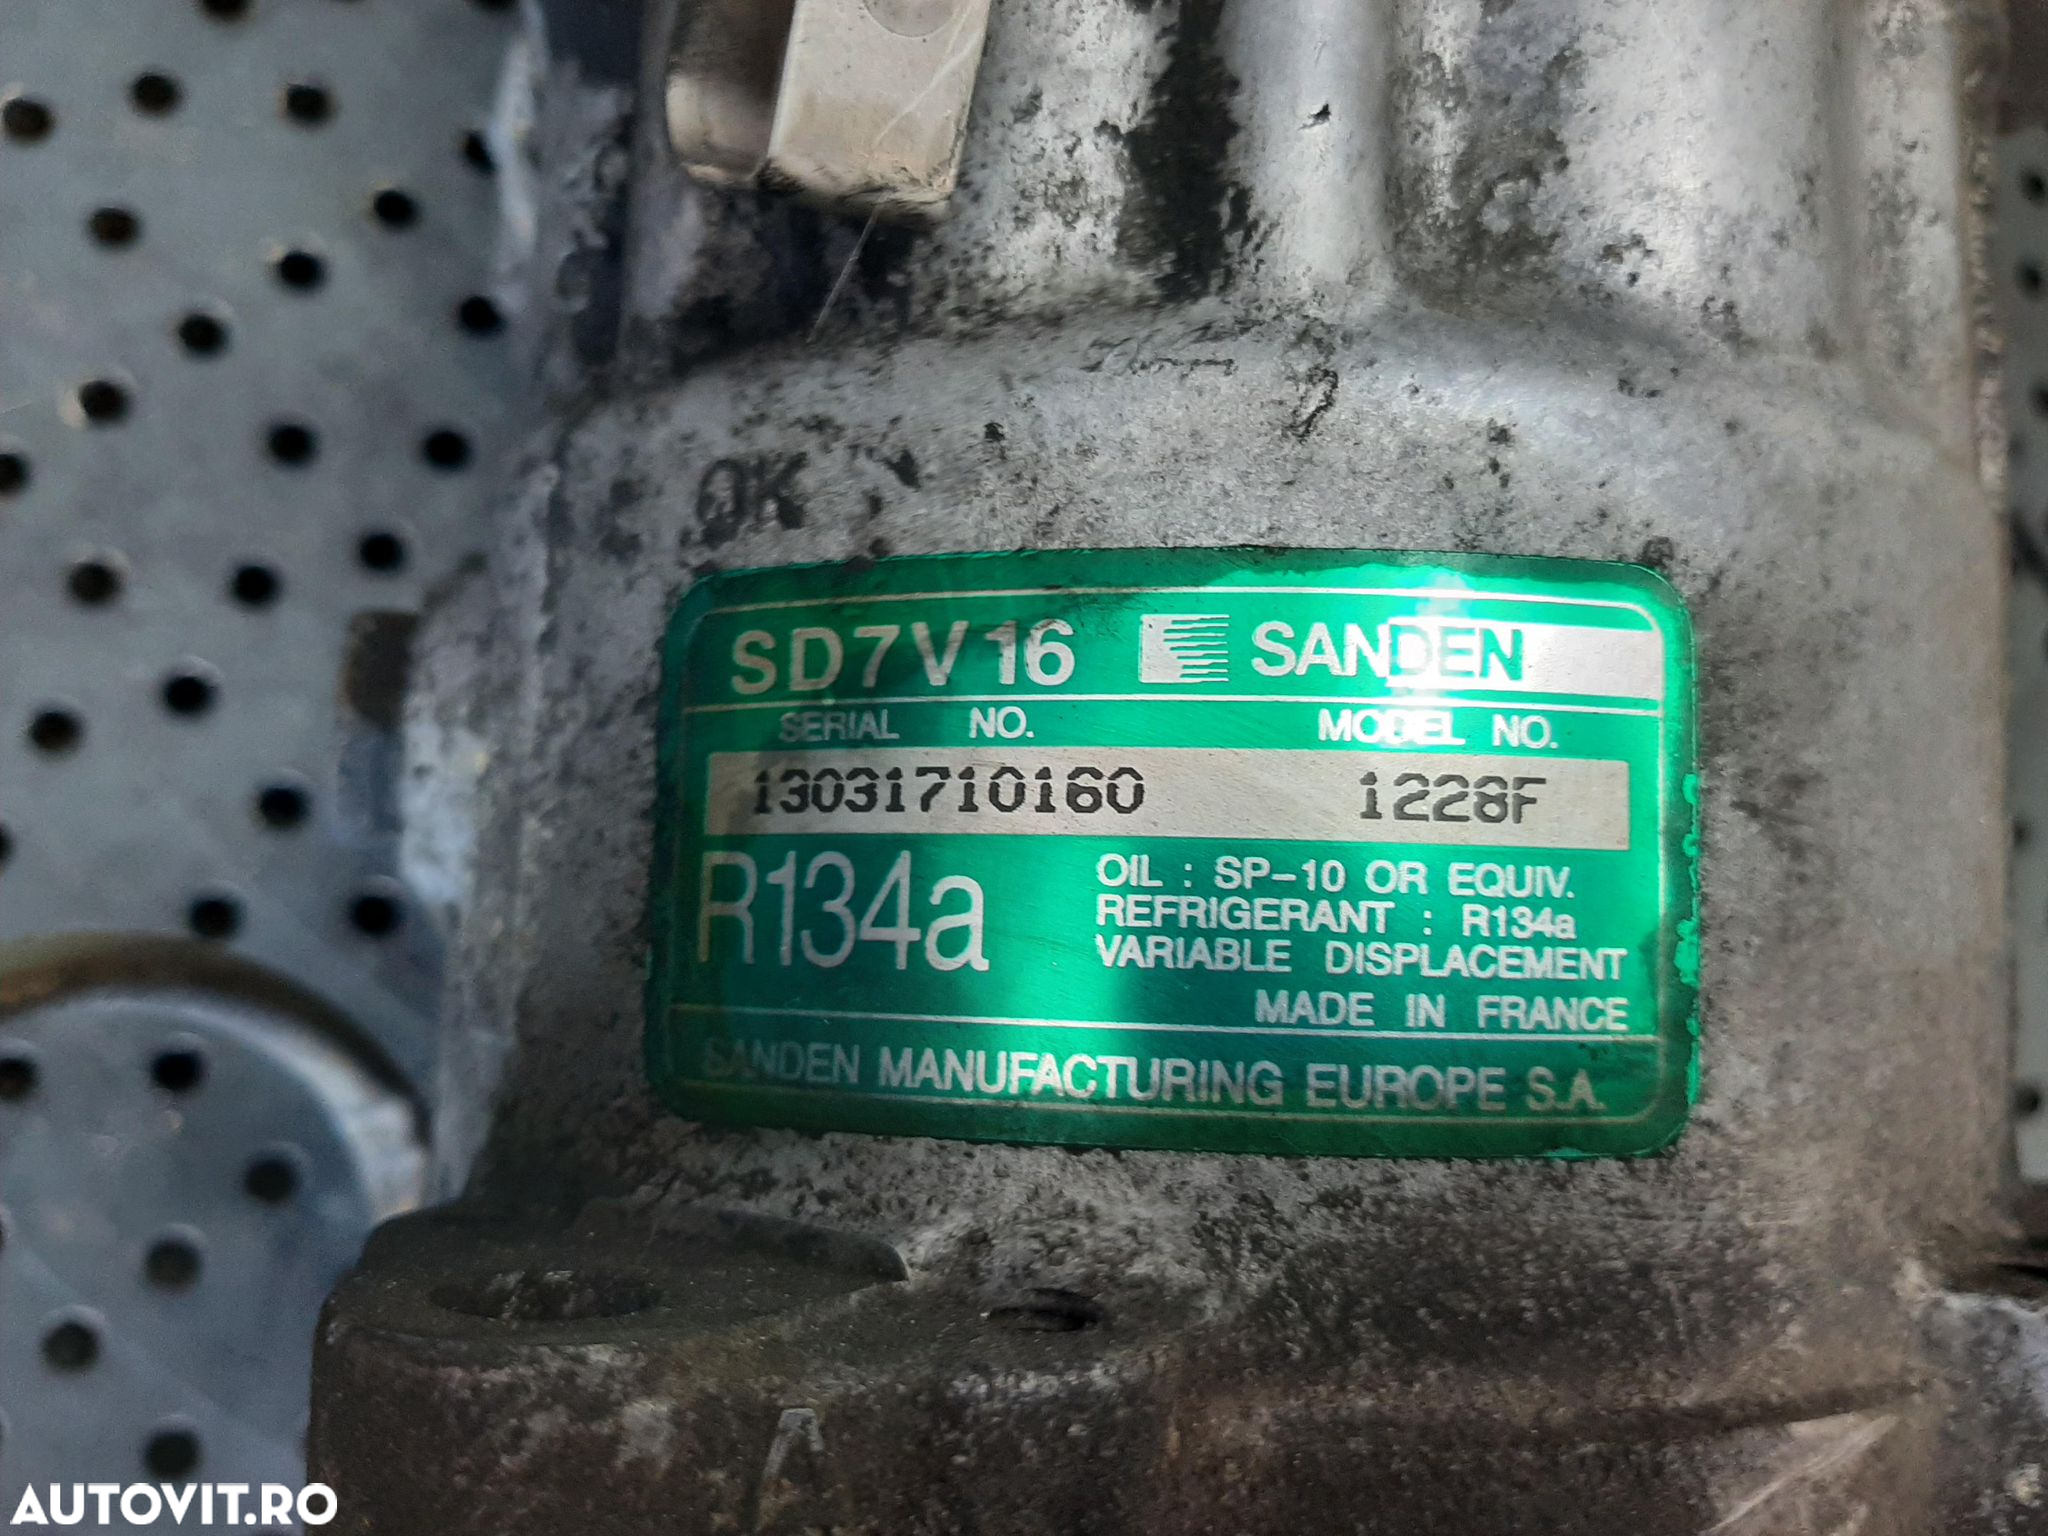 OK
SD7V16 SANDEN
SERIAL NO. MODEL NO.
13031710160 1228F
R134a
OIL : SP-10 OR EQUIV.
REFRIGERANT : R134a
VARIABLE DISPLACEMENT
MADE IN FRANCE
SANDEN MANUFACTURING EUROPE S.A.
AUTOVIT.RO